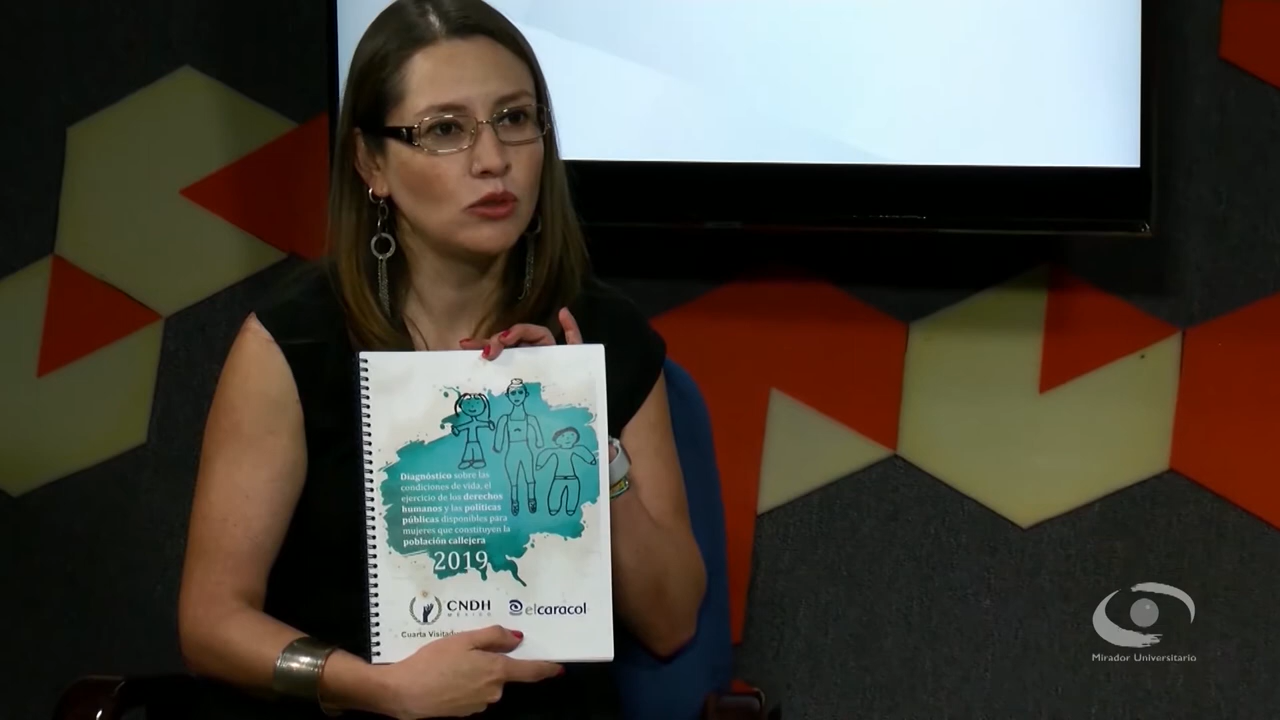 Diagnóstico sobre las
condiciones de vida, el
ejercicio de los derechos
humanos y las políticas
públicas disponibles para
mujeres que constituyen la
población callejera
2019
CNDH
MÉXICO
elcaracol
Cuarta
Mirador Universitario